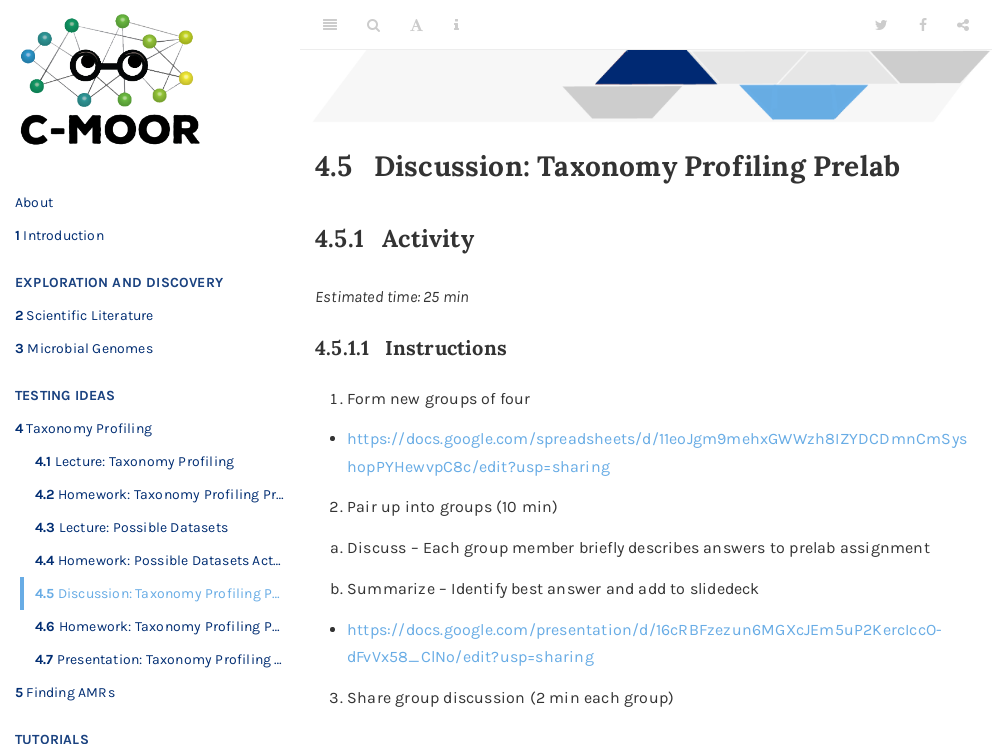 C-MOOR
About
1 Introduction
EXPLORATION AND DISCOVERY
2 Scientific Literature
3 Microbial Genomes
TESTING IDEAS
4 Taxonomy Profiling
4.1 Lecture: Taxonomy Profiling
4.2 Homework: Taxonomy Profiling Pr...
4.3 Lecture: Possible Datasets
4.4 Homework: Possible Datasets Act...
4.5 Discussion: Taxonomy Profiling P...
4.6 Homework: Taxonomy Profiling P...
4.7 Presentation: Taxonomy Profiling ...
5 Finding AMRs
TUTORIALS
4.5 Discussion: Taxonomy Profiling Prelab
4.5.1 Activity
Estimated time: 25 min
4.5.1.1 Instructions
1. Form new groups of four
• https://docs.google.com/spreadsheets/d/11eoJgm9mehxGWWzh8IZYDCDmnCmSys
hopPYHewvpC8c/edit?usp=sharing
2. Pair up into groups (10 min)
a. Discuss – Each group member briefly describes answers to prelab assignment
b. Summarize – Identify best answer and add to slidedeck
• https://docs.google.com/presentation/d/16cRBFzezun6MGXcJEm5uP2KercIccO-
dFvVx58_ClNo/edit?usp=sharing
3. Share group discussion (2 min each group)